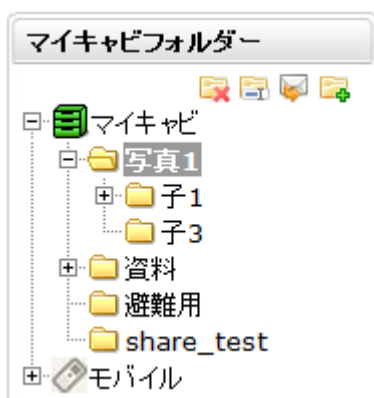 マイキャビフォルダー
マイキャビ
写真1
子1
子3
資料
避難用
share_test
モバイル